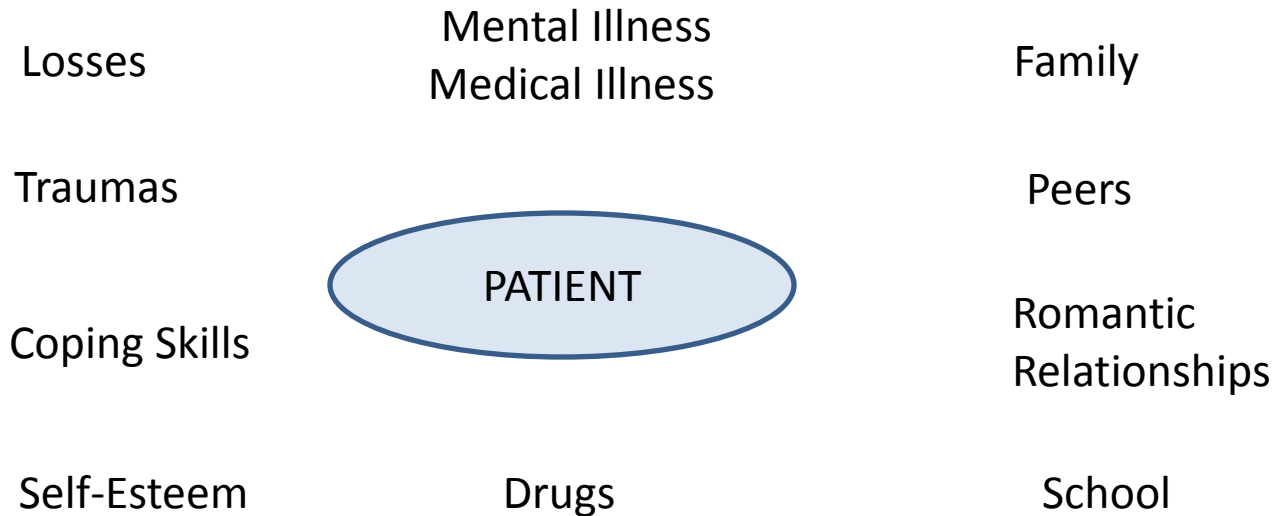 Losses
Mental Illness
Medical Illness
Family
Traumas
Peers
PATIENT
Coping Skills
Romantic
Relationships
Self-Esteem
Drugs
School